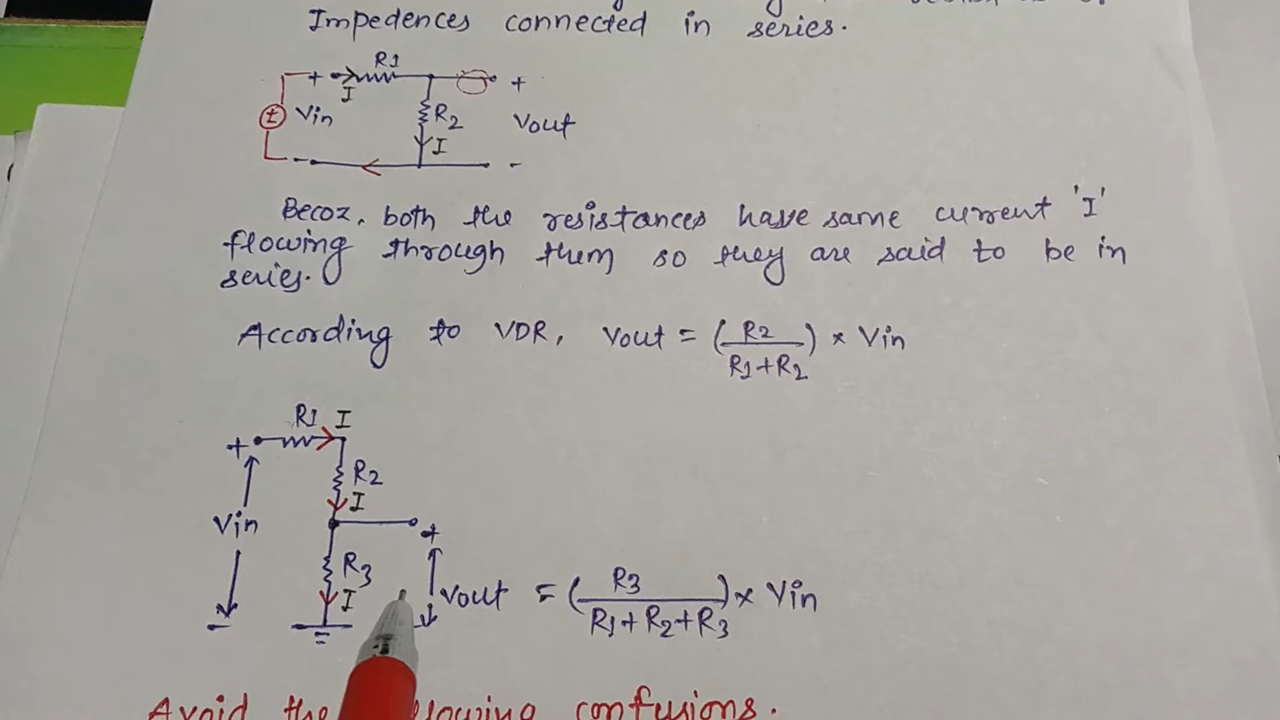 Impedences connected in series.
R1
+ I
± Vin R2 + Vout
I
- -
Becoz, both the resistances have same current 'I'
flowing through them so they are said to be in
series.
According to VDR, Vout = (R2 / R1+R2) * Vin
R1 I
+
R2
I
Vin
+
R3
I
Vout = (R3 / R1+R2+R3) * Vin
-
Avoid the confusions.